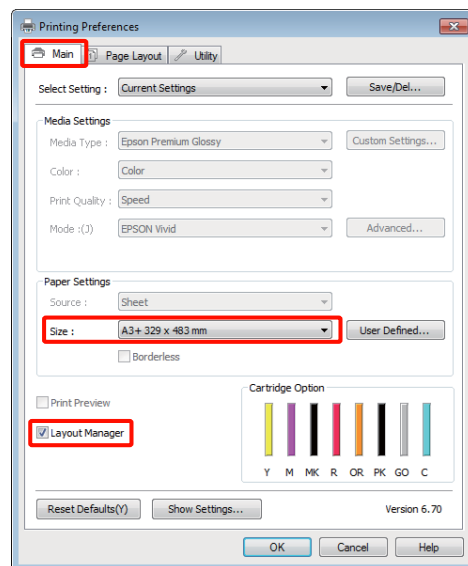 Printing Preferences
Main Page Layout Utility
Select Setting : Current Settings Save/Del...
Media Settings
Media Type : Epson Premium Glossy Custom Settings...
Color : Color
Print Quality : Speed
Mode :(J) EPSON Vivid Advanced...
Paper Settings
Source : Sheet
Size : A3+ 329 x 483 mm User Defined...
Borderless
Print Preview
Layout Manager
Cartridge Option
Y M MK R OR PK GO C
Reset Defaults(Y) Show Settings... Version 6.70
OK Cancel Help